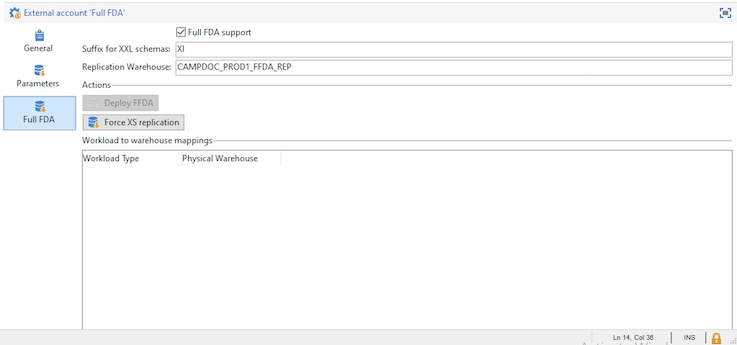 External account 'Full FDA'
General
Parameters
Full FDA
Full FDA support
Suffix for XXL schemas: Xl
Replication Warehouse: CAMPDOC_PROD1_FFDA_REP
Actions
Deploy FFDA
Force XS replication
Workload to warehouse mappings
Workload Type Physical Warehouse
Ln 14, Col 38 INS